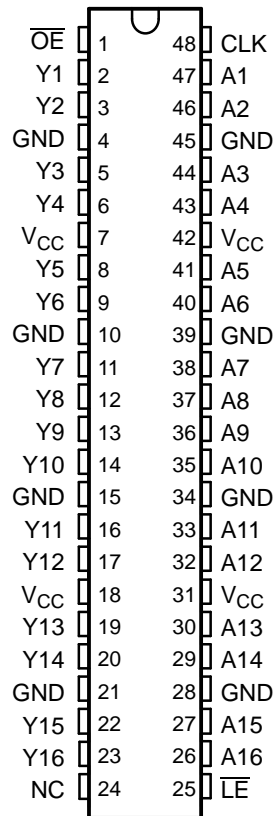 O̅E̅ 1 48 CLK
Y1 2 47 A1
Y2 3 46 A2
GND 4 45 GND
Y3 5 44 A3
Y4 6 43 A4
VCC 7 42 VCC
Y5 8 41 A5
Y6 9 40 A6
GND 10 39 GND
Y7 11 38 A7
Y8 12 37 A8
Y9 13 36 A9
Y10 14 35 A10
GND 15 34 GND
Y11 16 33 A11
Y12 17 32 A12
VCC 18 31 VCC
Y13 19 30 A13
Y14 20 29 A14
GND 21 28 GND
Y15 22 27 A15
Y16 23 26 A16
NC 24 25 L̅E̅